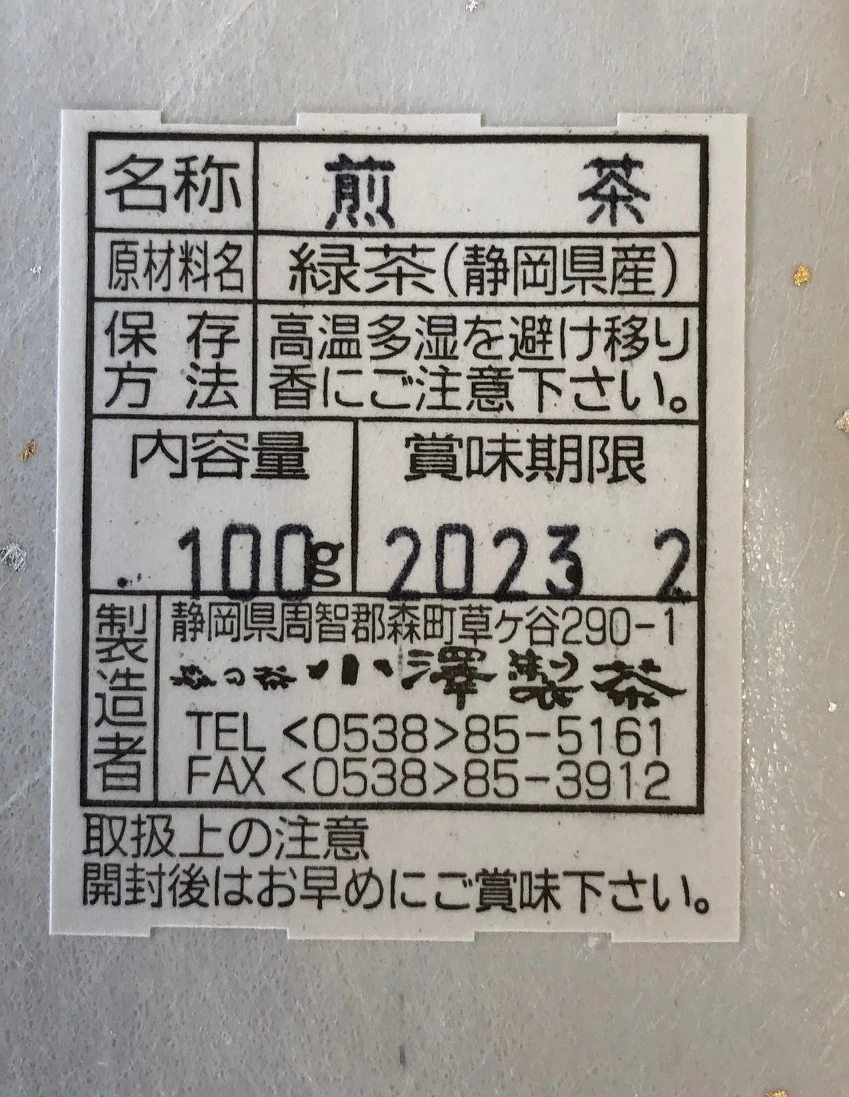 名称 煎茶
原材料名 緑茶(静岡県産)
保存方法 高温多湿を避け移り
香にご注意下さい。
内容量 賞味期限
100g 2023. 2
製造者
静岡県周智郡森町草ケ谷290-1
森の茶 小澤製茶
TEL <0538>85-5161
FAX <0538>85-3912
取扱上の注意
開封後はお早めにご賞味下さい。